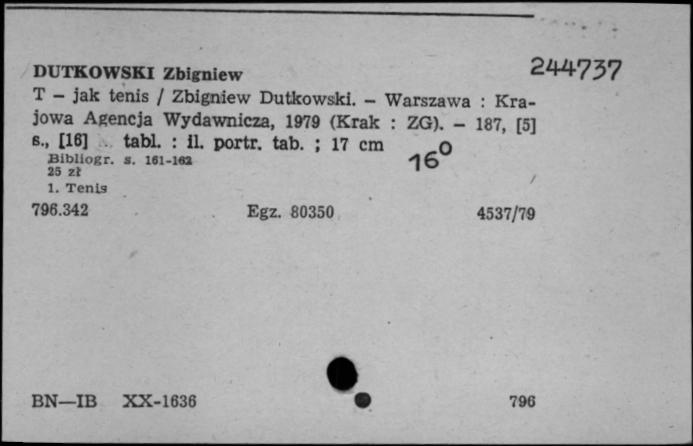 244737
DUTKOWSKI Zbigniew
T – jak tenis / Zbigniew Dutkowski. – Warszawa : Kra-
jowa Agencja Wydawnicza, 1979 (Krak : ZG). – 187, [5]
s., [16] tabl. : il. portr. tab. ; 17 cm
16⁰
Bibliogr. s. 161-162
25 zł
1. Tenis
796.342 Egz. 80350 4537/79
BN—IB XX-1636 796